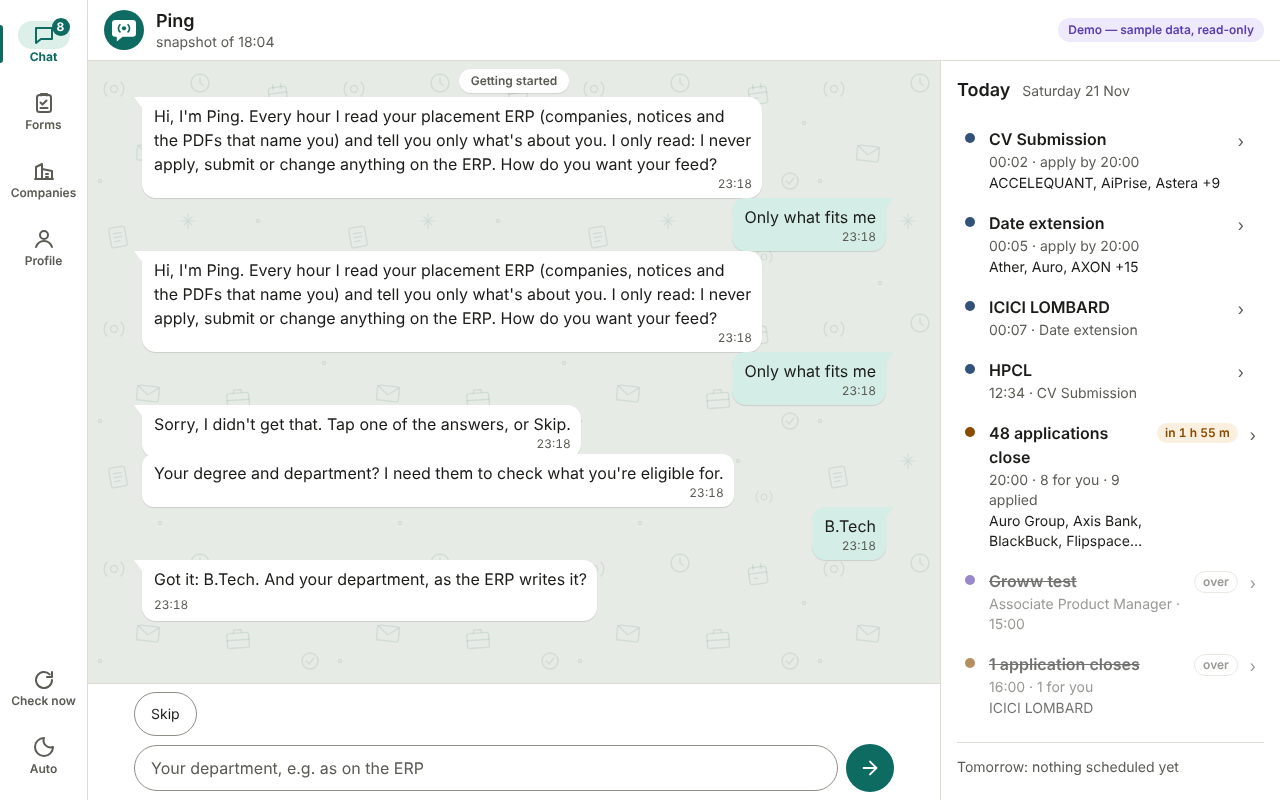 8
Chat
Forms
Companies
Profile
Check now
Auto
Ping
snapshot of 18:04
Demo — sample data, read-only
Getting started
Hi, I'm Ping. Every hour I read your placement ERP (companies, notices and
the PDFs that name you) and tell you only what's about you. I only read: I never
apply, submit or change anything on the ERP. How do you want your feed?
23:18
Only what fits me
23:18
Hi, I'm Ping. Every hour I read your placement ERP (companies, notices and
the PDFs that name you) and tell you only what's about you. I only read: I never
apply, submit or change anything on the ERP. How do you want your feed?
23:18
Only what fits me
23:18
Sorry, I didn't get that. Tap one of the answers, or Skip.
23:18
Your degree and department? I need them to check what you're eligible for.
23:18
B.Tech
23:18
Got it: B.Tech. And your department, as the ERP writes it?
23:18
Skip
Your department, e.g. as on the ERP
Today Saturday 21 Nov
CV Submission
00:02 · apply by 20:00
ACCELEQUANT, AiPrise, Astera +9
Date extension
00:05 · apply by 20:00
Ather, Auro, AXON +15
ICICI LOMBARD
00:07 · Date extension
HPCL
12:34 · CV Submission
48 applications in 1 h 55 m
close
20:00 · 8 for you · 9
applied
Auro Group, Axis Bank,
BlackBuck, Flipspace...
Groww test over
Associate Product Manager ·
15:00
1 application closes over
16:00 · 1 for you
ICICI LOMBARD
Tomorrow: nothing scheduled yet